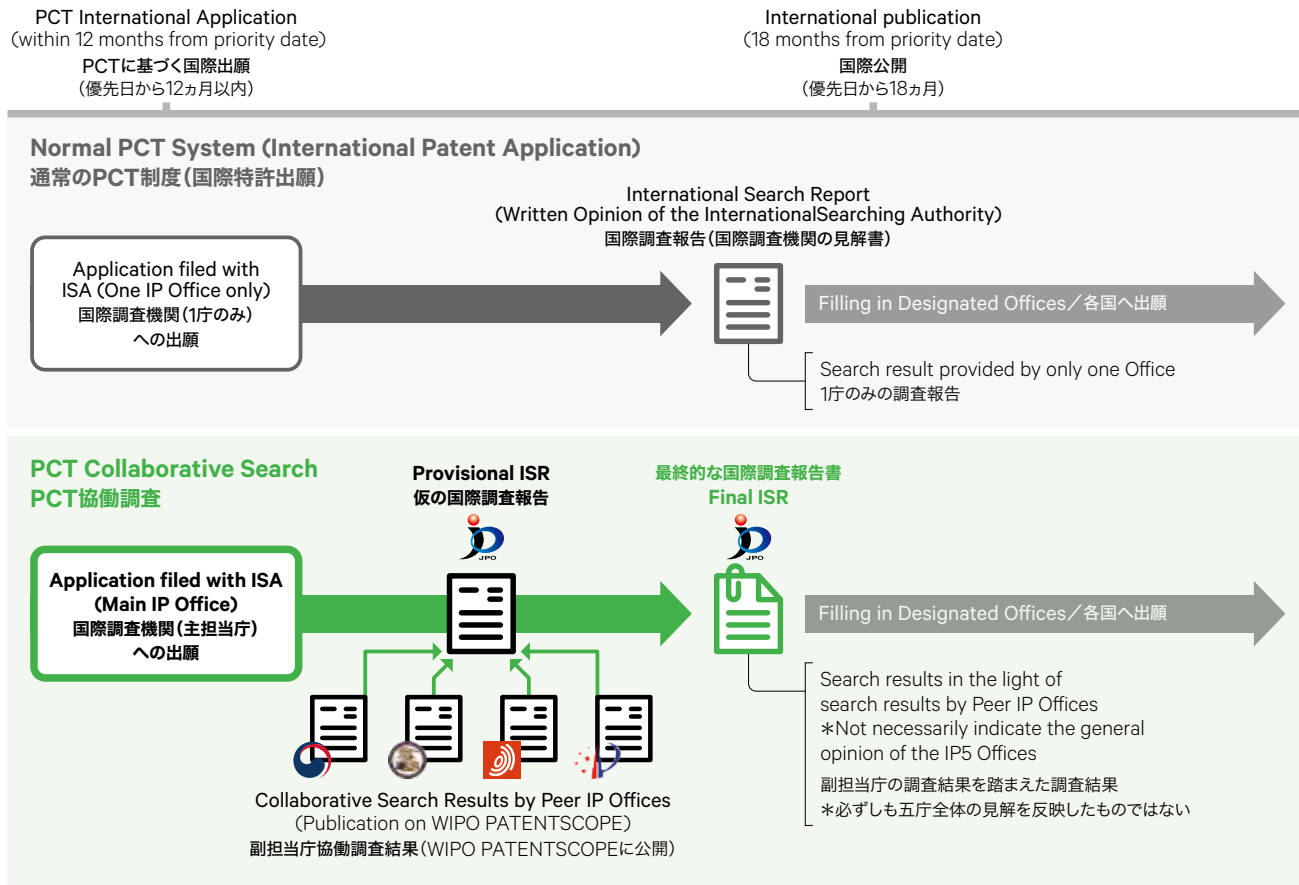 PCT International Application
(within 12 months from priority date)
PCTに基づく国際出願
(優先日から12ヵ月以内)
International publication
(18 months from priority date)
国際公開
(優先日から18ヵ月)
Normal PCT System (International Patent Application)
通常のPCT制度(国際特許出願)
International Search Report
(Written Opinion of the InternationalSearching Authority)
国際調査報告(国際調査機関の見解書)
Application filed with
ISA (One IP Office only)
国際調査機関(1庁のみ)
への出願
Filling in Designated Offices／各国へ出願
Search result provided by only one Office
1庁のみの調査報告
PCT Collaborative Search
PCT協働調査
Provisional ISR
仮の国際調査報告
JPO
最終的な国際調査報告書
Final ISR
JPO
Application filed with ISA
(Main IP Office)
国際調査機関(主担当庁)
への出願
Filling in Designated Offices／各国へ出願
Collaborative Search Results by Peer IP Offices
(Publication on WIPO PATENTSCOPE)
副担当庁協働調査結果(WIPO PATENTSCOPEに公開)
Search results in the light of
search results by Peer IP Offices
＊Not necessarily indicate the general
opinion of the IP5 Offices
副担当庁の調査結果を踏まえた調査結果
＊必ずしも五庁全体の見解を反映したものではない